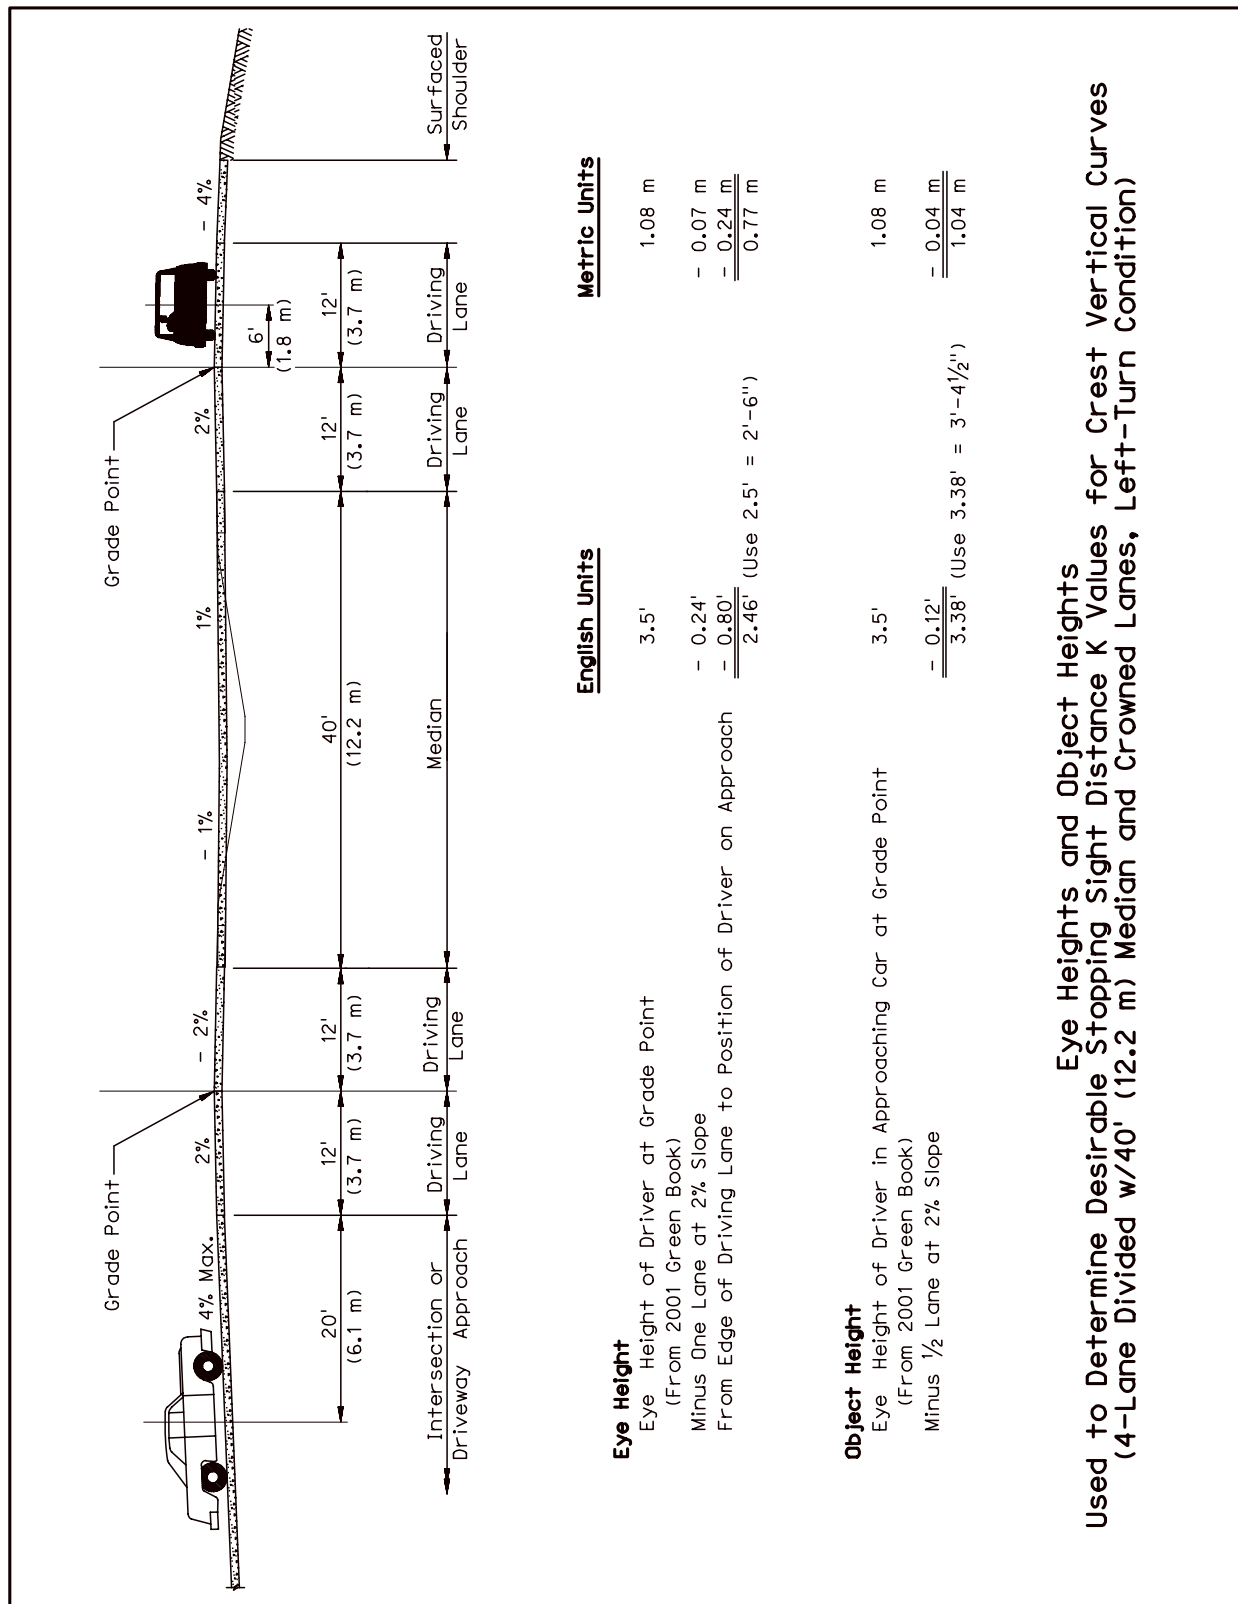 Grade Point
Grade Point
4% Max.
2%
- 2%
- 1%
1%
2%
- 4%
6'
(1.8 m)
20'
(6.1 m)
12'
(3.7 m)
12'
(3.7 m)
40'
(12.2 m)
12'
(3.7 m)
12'
(3.7 m)
Intersection or
Driveway Approach
Driving
Lane
Driving
Lane
Median
Driving
Lane
Driving
Lane
Surfaced
Shoulder
English Units Metric Units
Eye Height
Eye Height of Driver at Grade Point 3.5' 1.08 m
(From 2001 Green Book)
Minus One Lane at 2% Slope - 0.24' - 0.07 m
From Edge of Driving Lane to Position of Driver on Approach - 0.80' - 0.24 m
2.46' (Use 2.5' = 2'-6") 0.77 m
Object Height
Eye Height of Driver in Approaching Car at Grade Point 3.5' 1.08 m
(From 2001 Green Book)
Minus ½ Lane at 2% Slope - 0.12' - 0.04 m
3.38' (Use 3.38' = 3'-4½") 1.04 m
Eye Heights and Object Heights
Used to Determine Desirable Stopping Sight Distance K Values for Crest Vertical Curves
(4-Lane Divided w/40' (12.2 m) Median and Crowned Lanes, Left-Turn Condition)